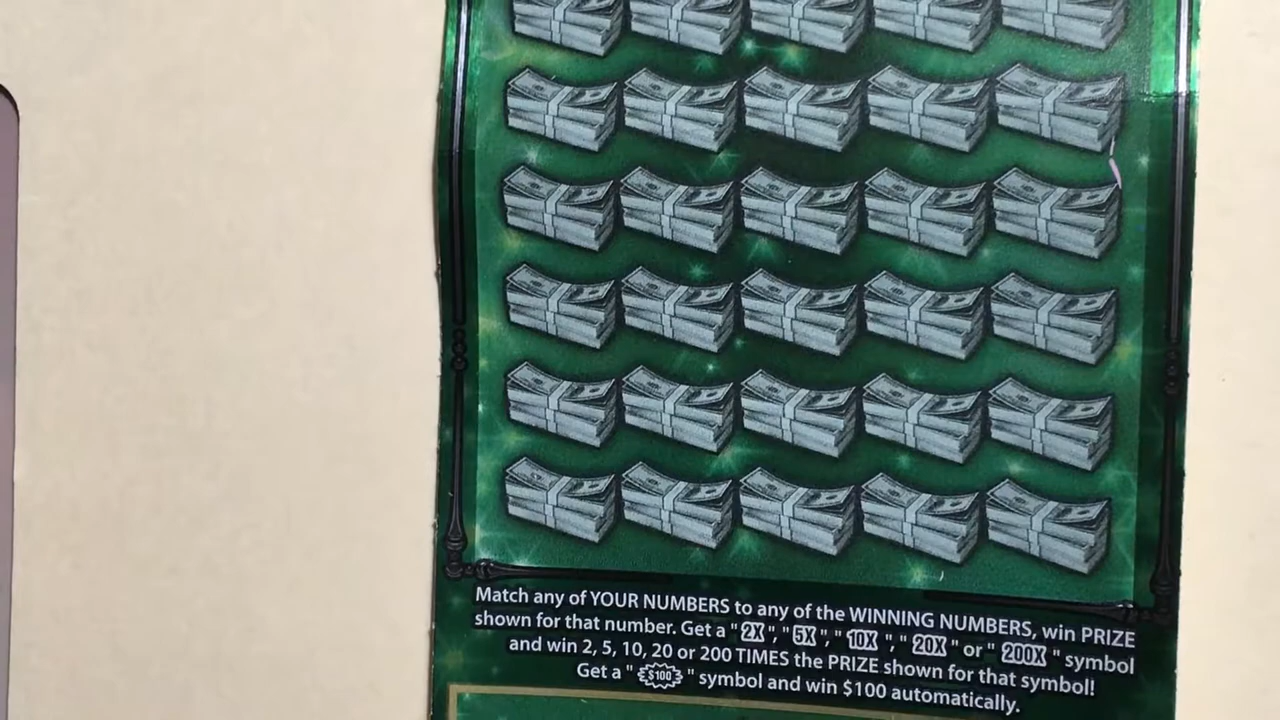 Match any of YOUR NUMBERS to any of the WINNING NUMBERS, win PRIZE
shown for that number. Get a "2X", "5X", "10X", "20X" or "200X" symbol
and win 2, 5, 10, 20 or 200 TIMES the PRIZE shown for that symbol!
Get a "$100" symbol and win $100 automatically.